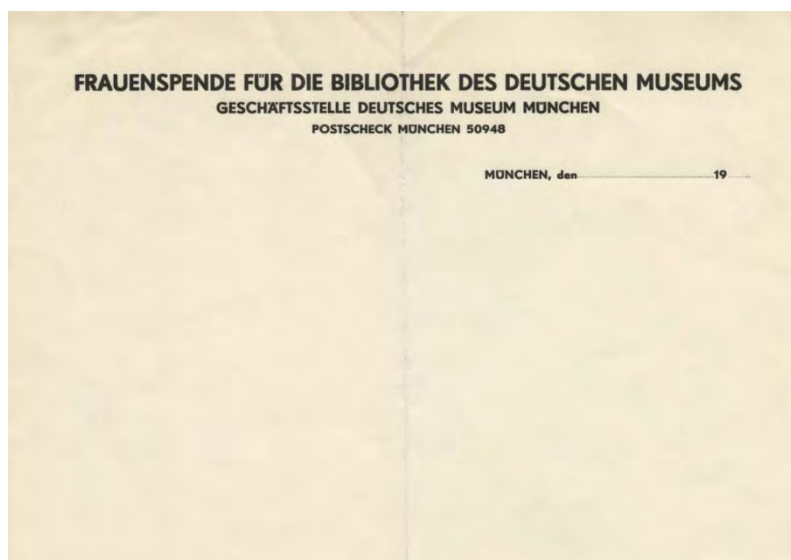 FRAUENSPENDE FÜR DIE BIBLIOTHEK DES DEUTSCHEN MUSEUMS
GESCHÄFTSSTELLE DEUTSCHES MUSEUM MÜNCHEN
POSTSCHECK MÜNCHEN 50948
MÜNCHEN, den 19